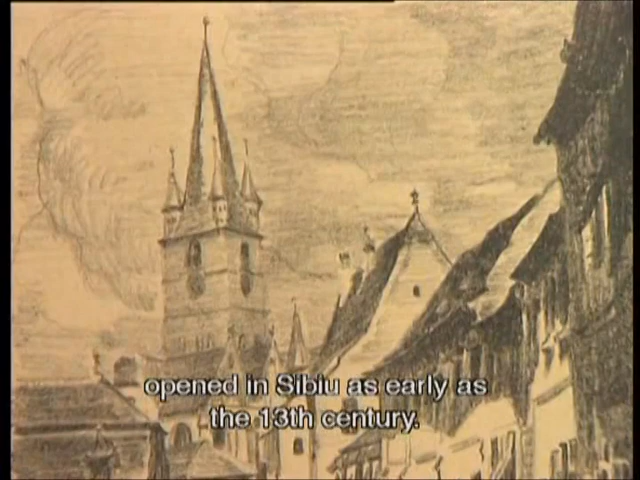 opened in Sibiu as early as
the 13th century.